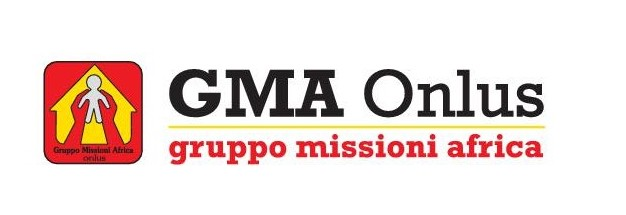 Gruppo Missioni Africa
onlus
GMA Onlus
gruppo missioni africa